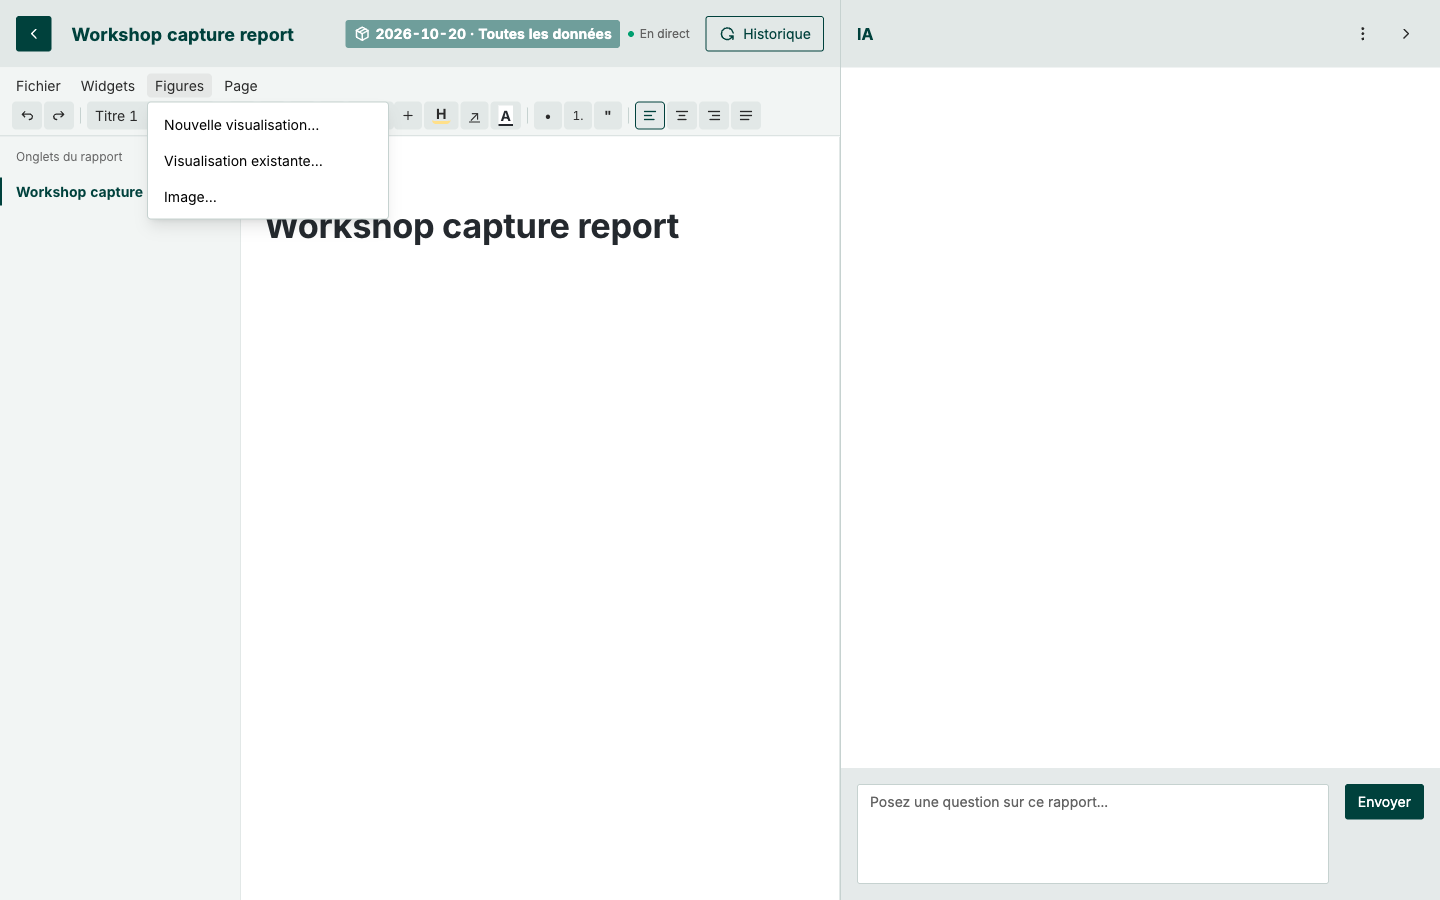 Workshop capture report
2026-10-20 · Toutes les données
En direct
Historique
IA
Fichier Widgets Figures Page
Titre 1
H A • 1. "
Nouvelle visualisation...
Visualisation existante...
Image...
Onglets du rapport
Workshop capture
Workshop capture report
Posez une question sur ce rapport...
Envoyer